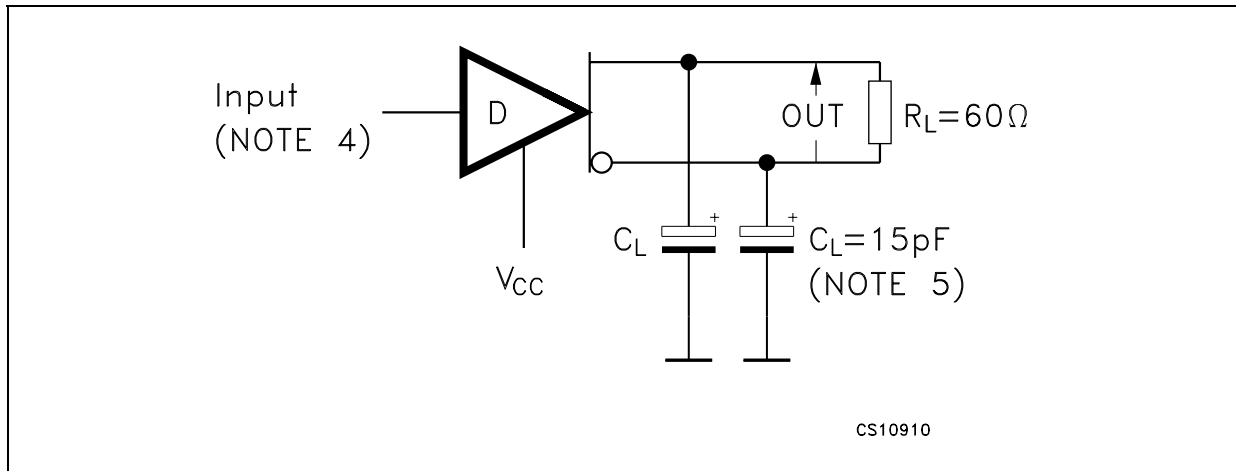 Input
(NOTE 4)
D
V_CC
OUT
R_L=60Ω
+
C_L
+
C_L=15pF
(NOTE 5)
CS10910